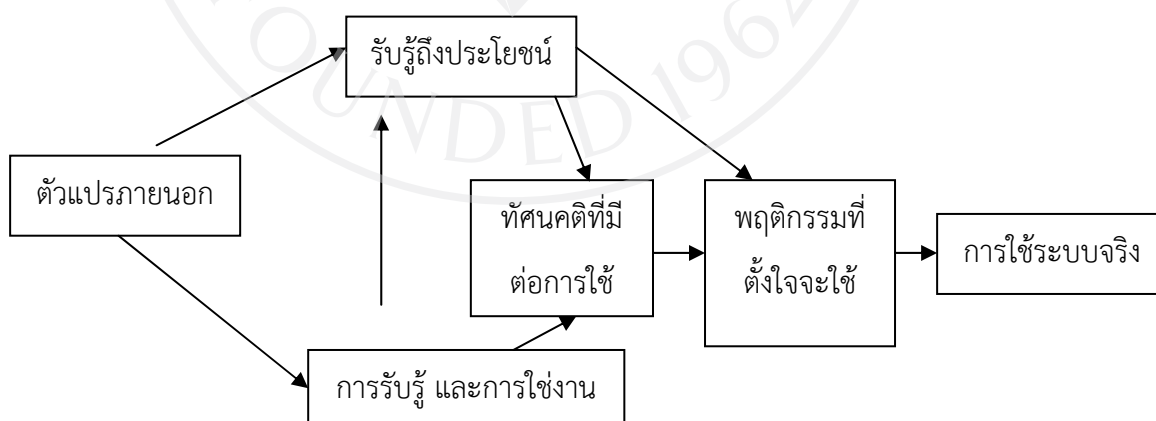 FOUNDED 1962
รับรู้ถึงประโยชน์
ตัวแปรภายนอก
ทัศนคติที่มี
ต่อการใช้
พฤติกรรมที่
ตั้งใจจะใช้
การใช้ระบบจริง
การรับรู้ และการใช่งาน